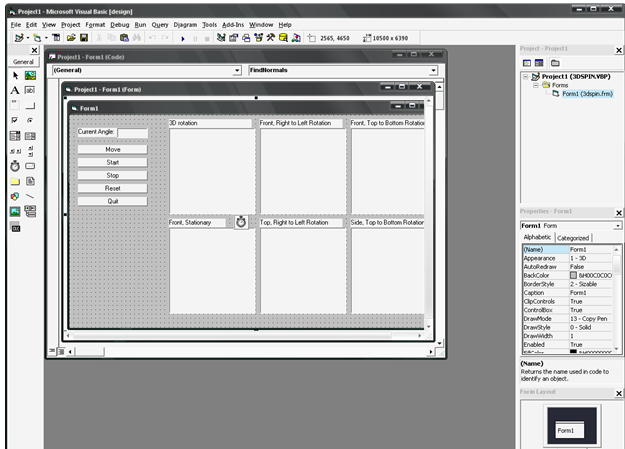 Project1 - Microsoft Visual Basic [design]
File Edit View Project Format Debug Run Query Diagram Tools Add-Ins Window Help
2565, 4650 10500 x 6390
General
A
Project1 - Form1 (Code)
(General) FindNormals
Project1 - Form1 (Form)
Form1
Current Angle:
Move
Start
Stop
Reset
Quit
3D rotation
Front, Right to Left Rotation
Front, Top to Bottom Rotation
Front, Stationary
Top, Right to Left Rotation
Side, Top to Bottom Rotation
Project - Project1
Project1 (3DSPIN.VBP)
Forms
Form1 (3dspin.frm)
Properties - Form1
Form1 Form
Alphabetic Categorized
(Name) Form1
Appearance 1 - 3D
AutoRedraw False
BackColor &H00C0C0C
BorderStyle 2 - Sizable
Caption Form1
ClipControls True
ControlBox True
DrawMode 13 - Copy Pen
DrawStyle 0 - Solid
DrawWidth 1
Enabled True
(Name)
Returns the name used in code to
identify an object.
Form Layout
Form1